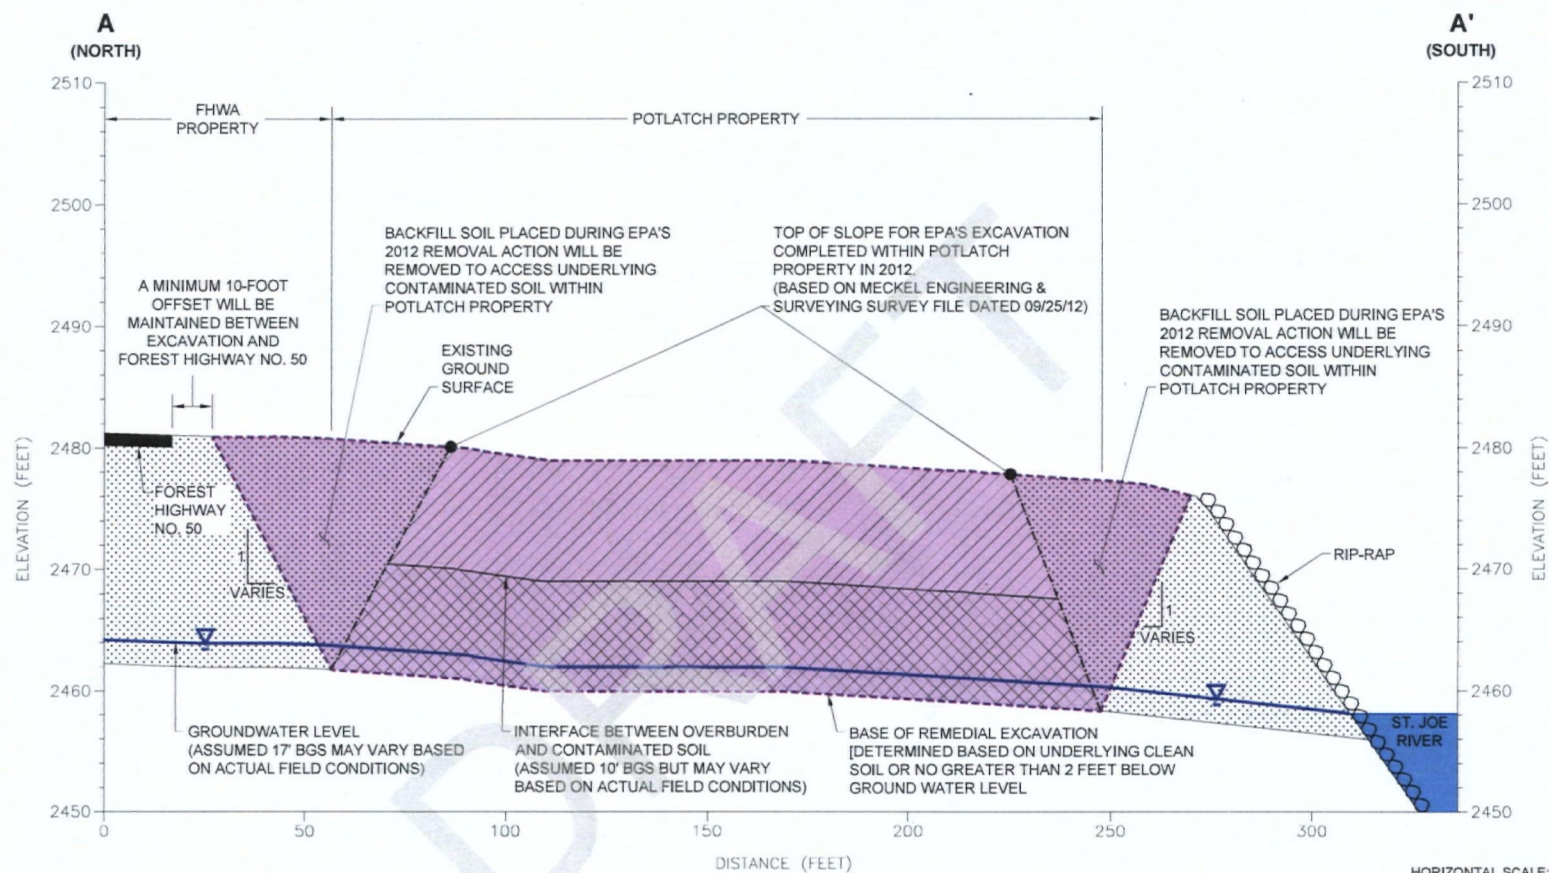 A
(NORTH)
A'
(SOUTH)
2510
2500
2490
2480
2470
2460
2450
ELEVATION (FEET)
FHWA
PROPERTY
POTLATCH PROPERTY
A MINIMUM 10-FOOT
OFFSET WILL BE
MAINTAINED BETWEEN
EXCAVATION AND
FOREST HIGHWAY NO. 50
BACKFILL SOIL PLACED DURING EPA'S
2012 REMOVAL ACTION WILL BE
REMOVED TO ACCESS UNDERLYING
CONTAMINATED SOIL WITHIN
POTLATCH PROPERTY
EXISTING
GROUND
SURFACE
TOP OF SLOPE FOR EPA'S EXCAVATION
COMPLETED WITHIN POTLATCH
PROPERTY IN 2012.
(BASED ON MECKEL ENGINEERING &
SURVEYING SURVEY FILE DATED 09/25/12)
BACKFILL SOIL PLACED DURING EPA'S
2012 REMOVAL ACTION WILL BE
REMOVED TO ACCESS UNDERLYING
CONTAMINATED SOIL WITHIN
POTLATCH PROPERTY
FOREST
HIGHWAY
NO. 50
1
VARIES
1
VARIES
RIP-RAP
DRAFT
GROUNDWATER LEVEL
(ASSUMED 17' BGS MAY VARY BASED
ON ACTUAL FIELD CONDITIONS)
INTERFACE BETWEEN OVERBURDEN
AND CONTAMINATED SOIL
(ASSUMED 10' BGS BUT MAY VARY
BASED ON ACTUAL FIELD CONDITIONS)
BASE OF REMEDIAL EXCAVATION
[DETERMINED BASED ON UNDERLYING CLEAN
SOIL OR NO GREATER THAN 2 FEET BELOW
GROUND WATER LEVEL
ST. JOE
RIVER
2510
2500
2490
2480
2470
2460
2450
ELEVATION (FEET)
0 50 100 150 200 250 300
DISTANCE (FEET)
HORIZONTAL SCALE: